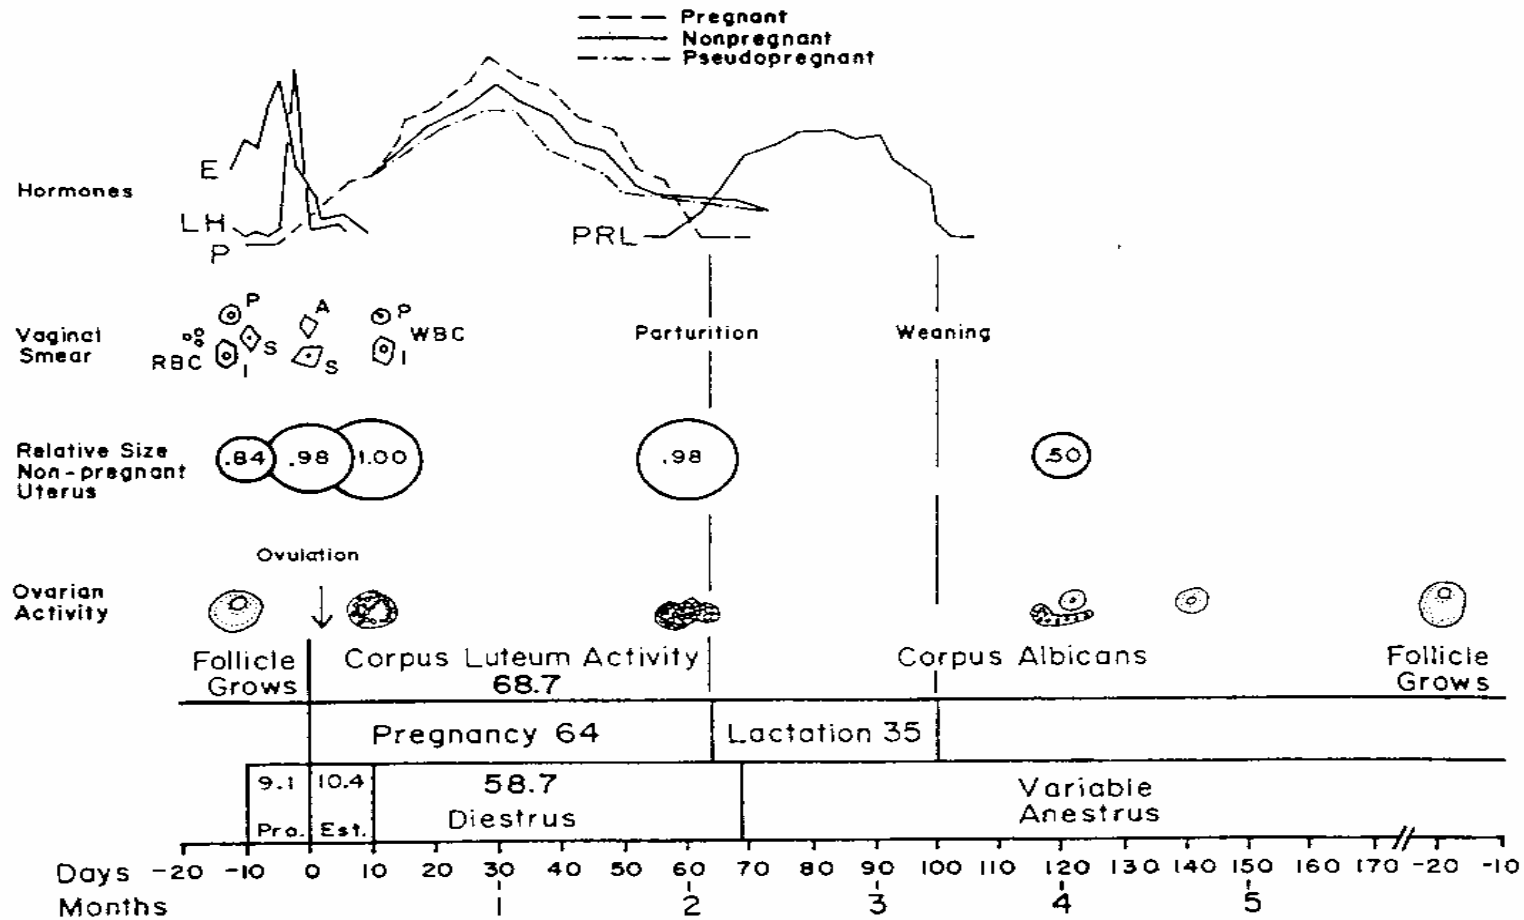 Pregnant
Nonpregnant
Pseudopregnant
E
Hormones
LH
P
PRL
P A P
Vaginal
Smear
S WBC
RBC I S I
Parturition Weaning
Relative Size
Non-pregnant
Uterus
.84 .98 1.00 .98 .50
Ovulation
Ovarian
Activity
Follicle
Grows
Corpus Luteum Activity
68.7
Corpus Albicans
Follicle
Grows
Pregnancy 64 Lactation 35
9.1 10.4 58.7 Variable
Pro. Est. Diestrus Anestrus
Days -20 -10 0 10 20 30 40 50 60 70 80 90 100 110 120 130 140 150 160 170 -20 -10
Months 1 2 3 4 5